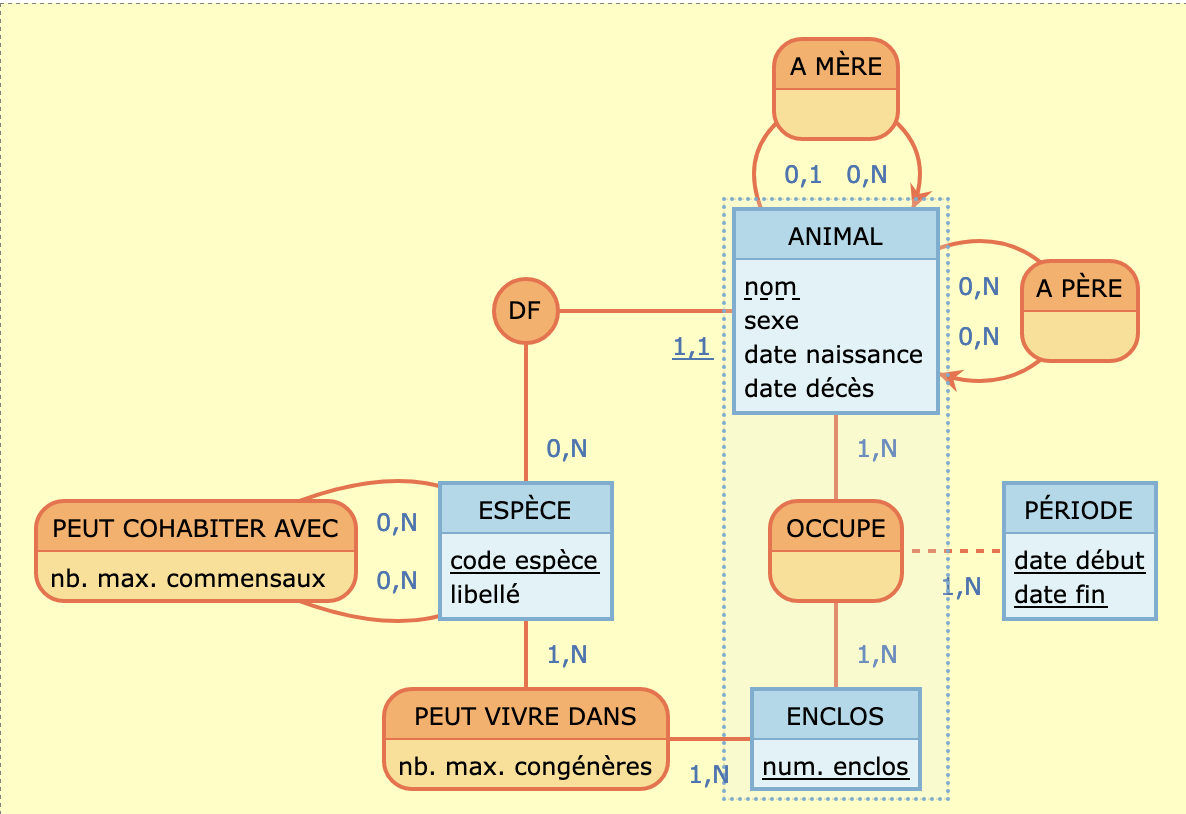 A MÈRE
0,1 0,N
ANIMAL
nom
sexe
date naissance
date décès
0,N
A PÈRE
0,N
DF
1,1
0,N
1,N
PEUT COHABITER AVEC
nb. max. commensaux
0,N
0,N
ESPÈCE
code espèce
libellé
OCCUPE
1,N
PÉRIODE
date début
date fin
1,N
1,N
PEUT VIVRE DANS
nb. max. congénères
1,N
ENCLOS
num. enclos